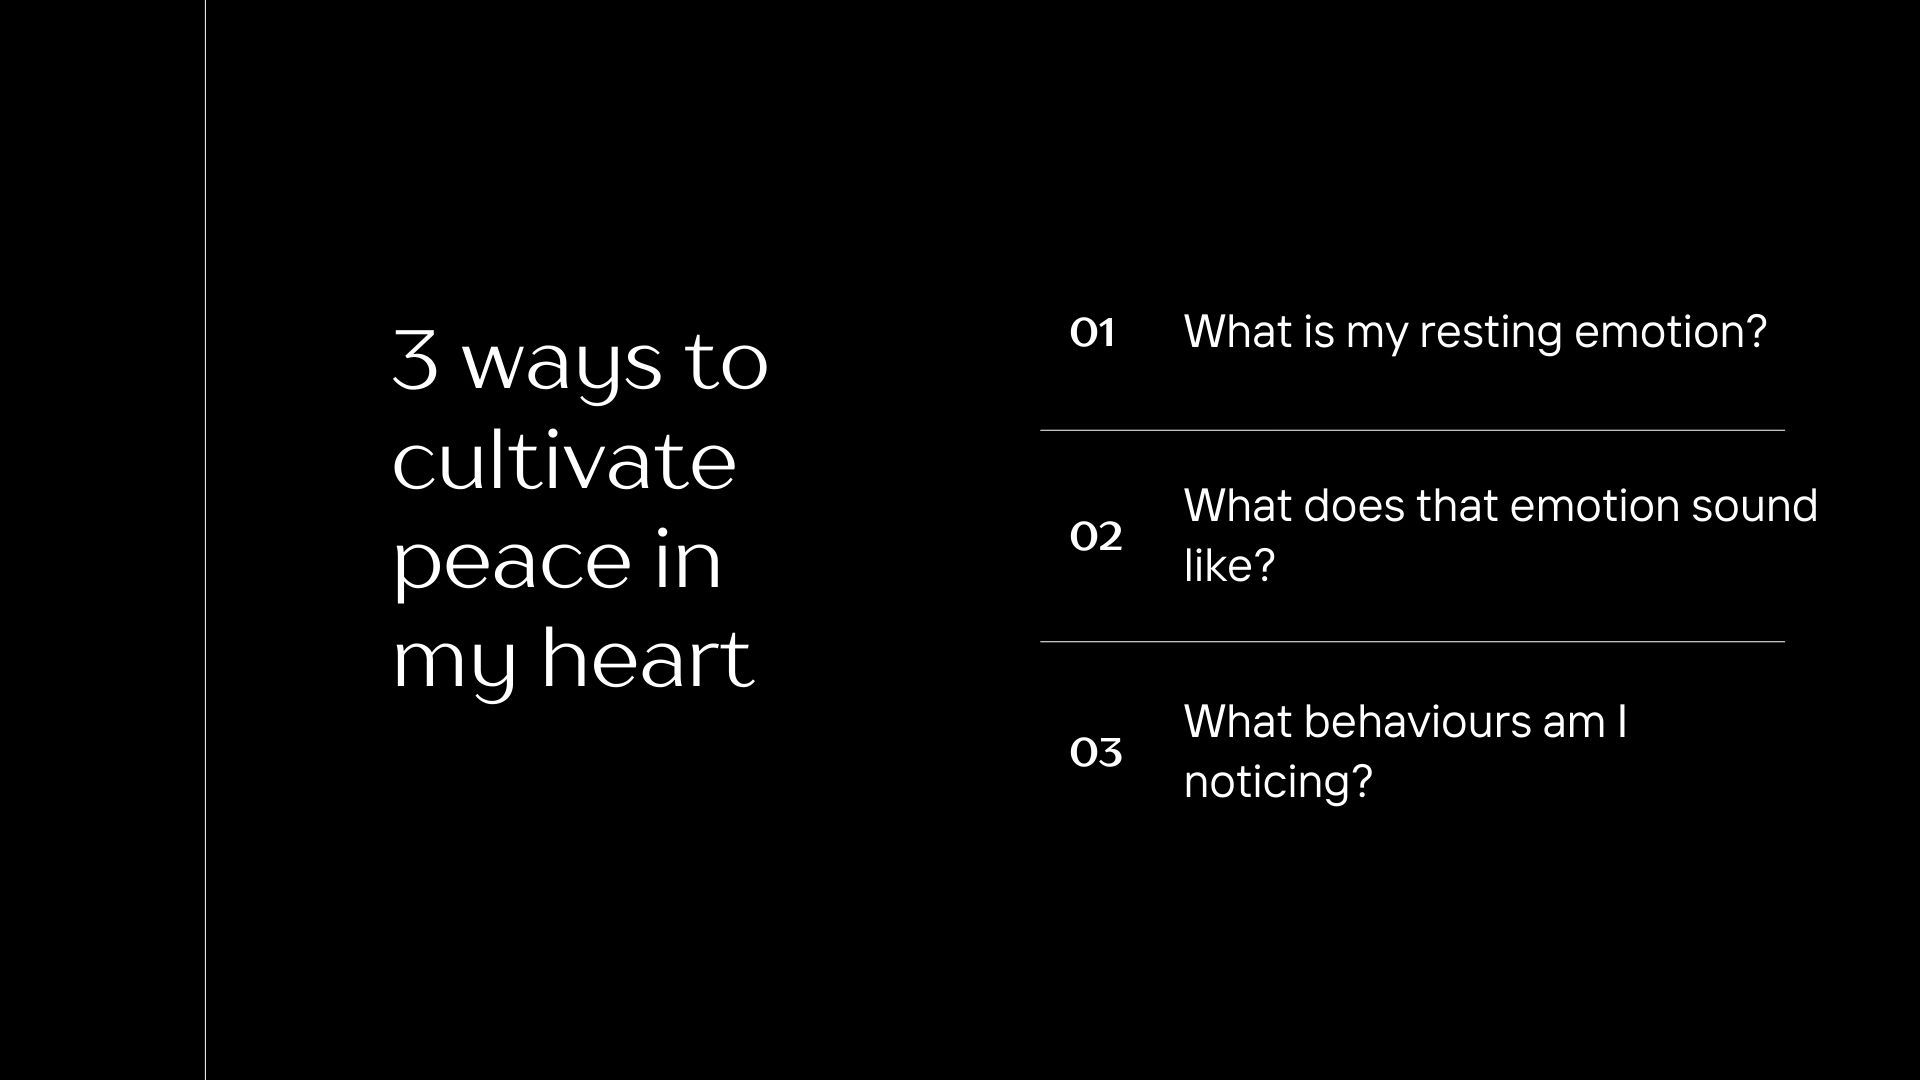 3 ways to
cultivate
peace in
my heart
01 What is my resting emotion?
02 What does that emotion sound
like?
03 What behaviours am I
noticing?